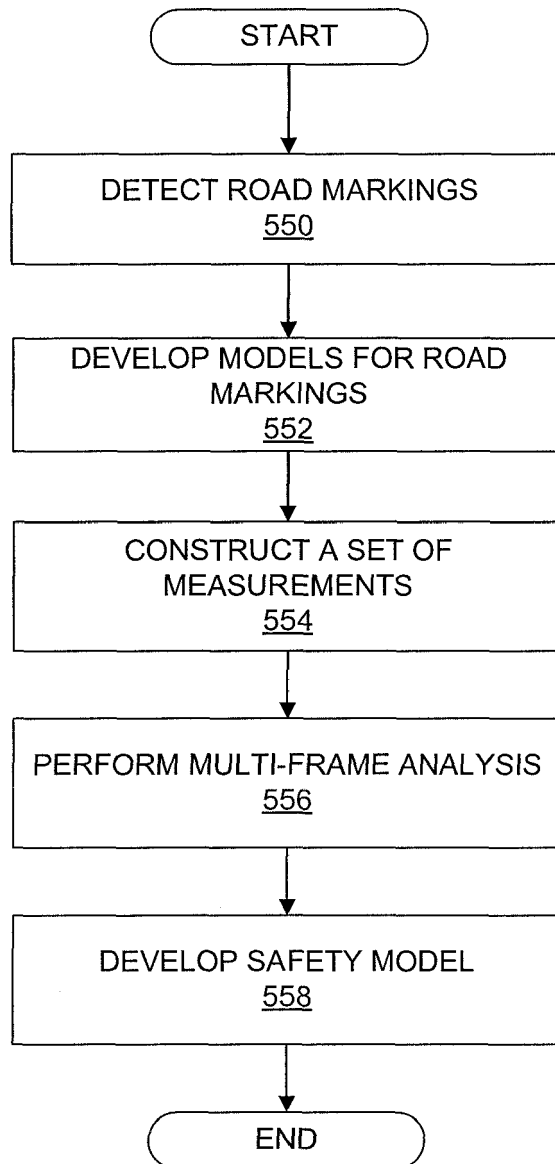 START
DETECT ROAD MARKINGS
550
DEVELOP MODELS FOR ROAD
MARKINGS
552
CONSTRUCT A SET OF
MEASUREMENTS
554
PERFORM MULTI-FRAME ANALYSIS
556
DEVELOP SAFETY MODEL
558
END